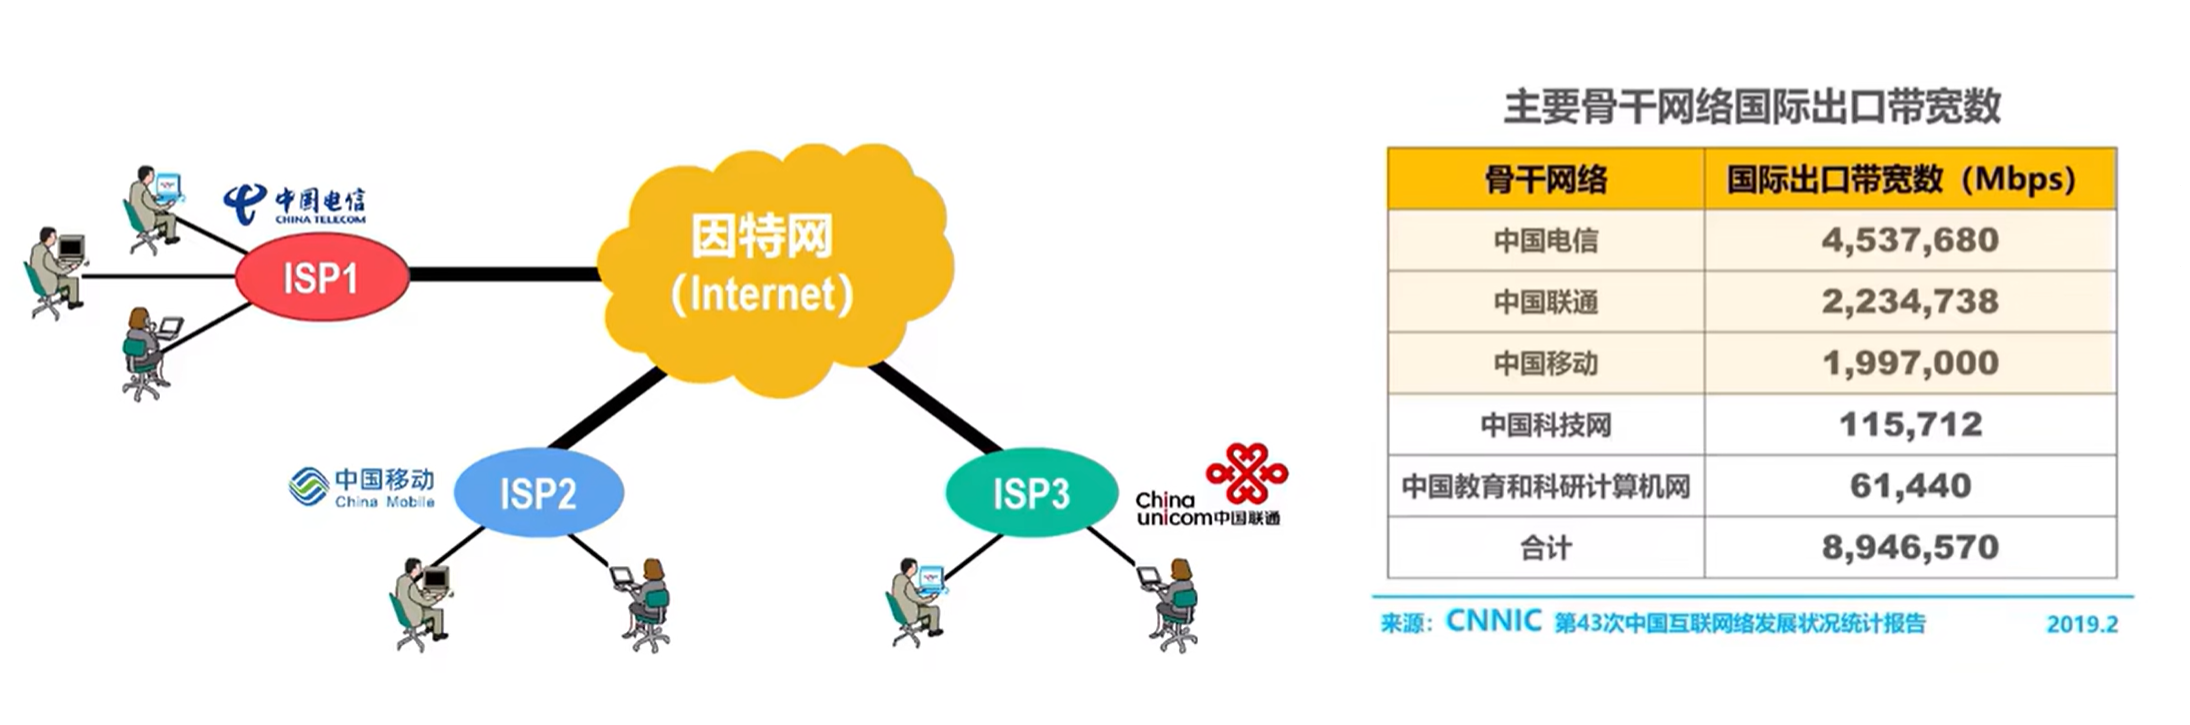 中国电信
CHINA TELECOM
ISP1
因特网
(Internet)
中国移动
China Mobile
ISP2
ISP3
China
unicom中国联通
主要骨干网络国际出口带宽数
骨干网络 国际出口带宽数（Mbps）
中国电信 4,537,680
中国联通 2,234,738
中国移动 1,997,000
中国科技网 115,712
中国教育和科研计算机网 61,440
合计 8,946,570
来源：CNNIC 第43次中国互联网络发展状况统计报告 2019.2